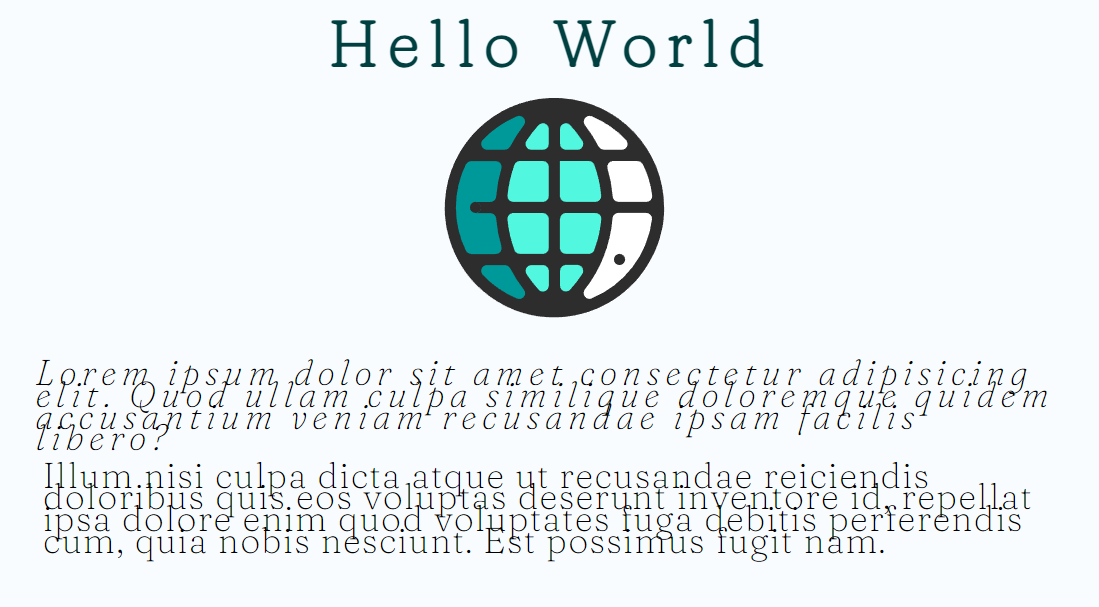 Hello World
Lorem ipsum dolor sit amet consectetur adipisicing
elit. Quod ullam culpa similique doloremque quidem
accusantium veniam recusandae ipsam facilis
libero?
Illum nisi culpa dicta atque ut recusandae reiciendis
doloribus quis eos voluptas deserunt inventore id, repellat
ipsa dolore enim quod voluptates fuga debitis perferendis
cum, quia nobis nesciunt. Est possimus fugit nam.